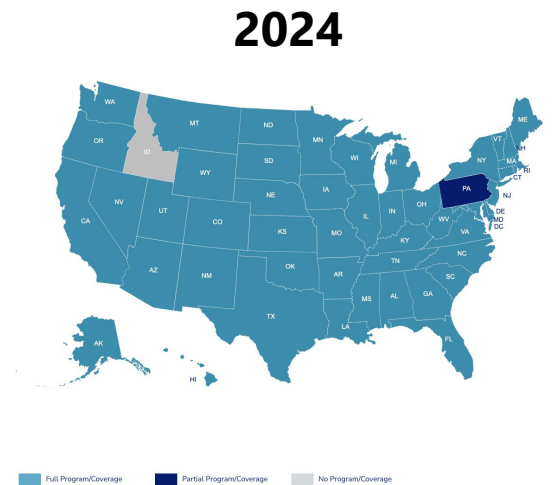 2024
WA
OR
CA
NV
ID
MT
WY
UT
AZ
CO
NM
ND
SD
NE
KS
OK
TX
MN
IA
MO
AR
LA
WI
IL
MI
IN
OH
KY
TN
MS
AL
GA
FL
SC
NC
VA
WV
PA
NY
VT
NH
ME
MA
RI
CT
NJ
DE
MD
DC
AK
HI
Full Program/Coverage
Partial Program/Coverage
No Program/Coverage